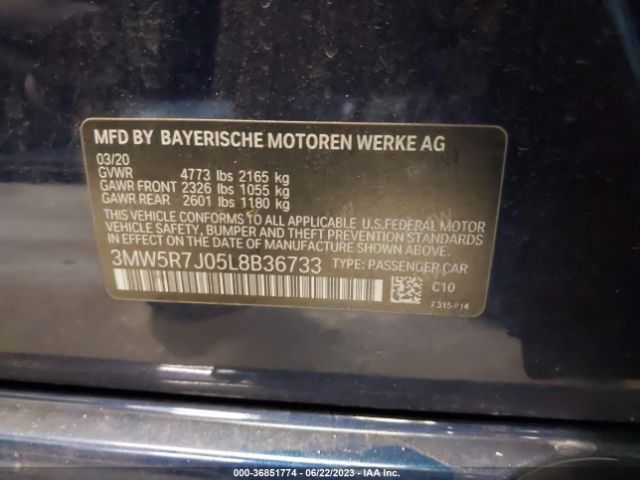 MFD BY BAYERISCHE MOTOREN WERKE AG
03/20
GVWR 4773 lbs 2165 kg
GAWR FRONT 2326 lbs 1055 kg
GAWR REAR 2601 lbs 1180 kg
THIS VEHICLE CONFORMS TO ALL APPLICABLE U.S.FEDERAL MOTOR
VEHICLE SAFETY, BUMPER AND THEFT PREVENTION STANDARDS
IN EFFECT ON THE DATE OF MANUFACTURE SHOWN ABOVE.
3MW5R7J05L8B36733 TYPE: PASSENGER CAR
C10
7315214
000-36851774 - 06/22/2023 - IAA Inc.